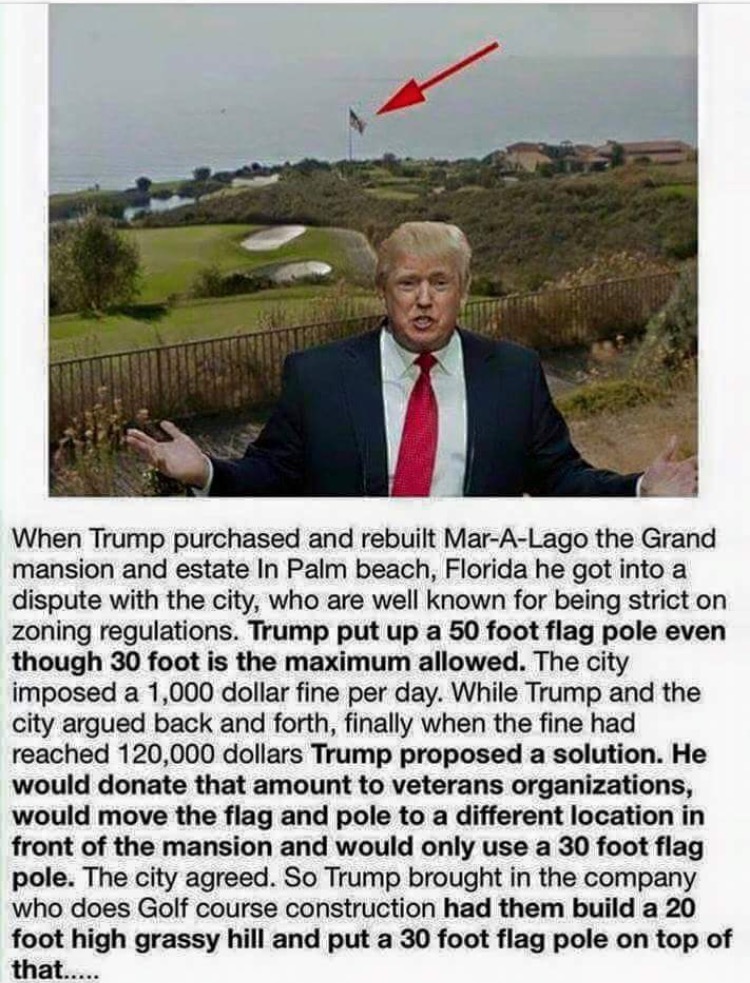 When Trump purchased and rebuilt Mar-A-Lago the Grand
mansion and estate In Palm beach, Florida he got into a
dispute with the city, who are well known for being strict on
zoning regulations. Trump put up a 50 foot flag pole even
though 30 foot is the maximum allowed. The city
imposed a 1,000 dollar fine per day. While Trump and the
city argued back and forth, finally when the fine had
reached 120,000 dollars Trump proposed a solution. He
would donate that amount to veterans organizations,
would move the flag and pole to a different location in
front of the mansion and would only use a 30 foot flag
pole. The city agreed. So Trump brought in the company
who does Golf course construction had them build a 20
foot high grassy hill and put a 30 foot flag pole on top of
that.....